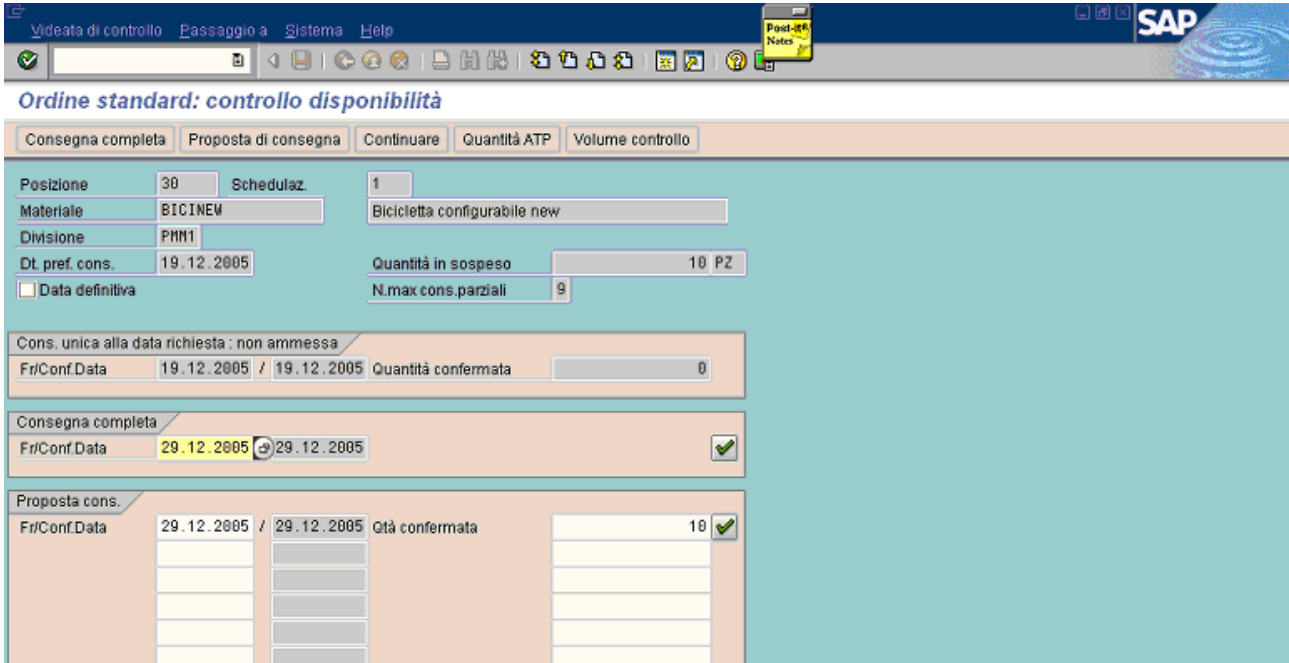 Videata di controllo Passaggio a Sistema Help
Post-it®
Notes
SAP
Ordine standard: controllo disponibilità
Consegna completa Proposta di consegna Continuare Quantità ATP Volume controllo
Posizione 30 Schedulaz. 1
Materiale BICINEW Bicicletta configurabile new
Divisione PMM1
Dt. pref. cons. 19.12.2005 Quantità in sospeso 10 PZ
Data definitiva N.max cons.parziali 9
Cons. unica alla data richiesta : non ammessa
Fr/Conf.Data 19.12.2005 / 19.12.2005 Quantità confermata 0
Consegna completa
Fr/Conf.Data 29.12.2005 29.12.2005
Proposta cons.
Fr/Conf.Data 29.12.2005 / 29.12.2005 Qtà confermata 10